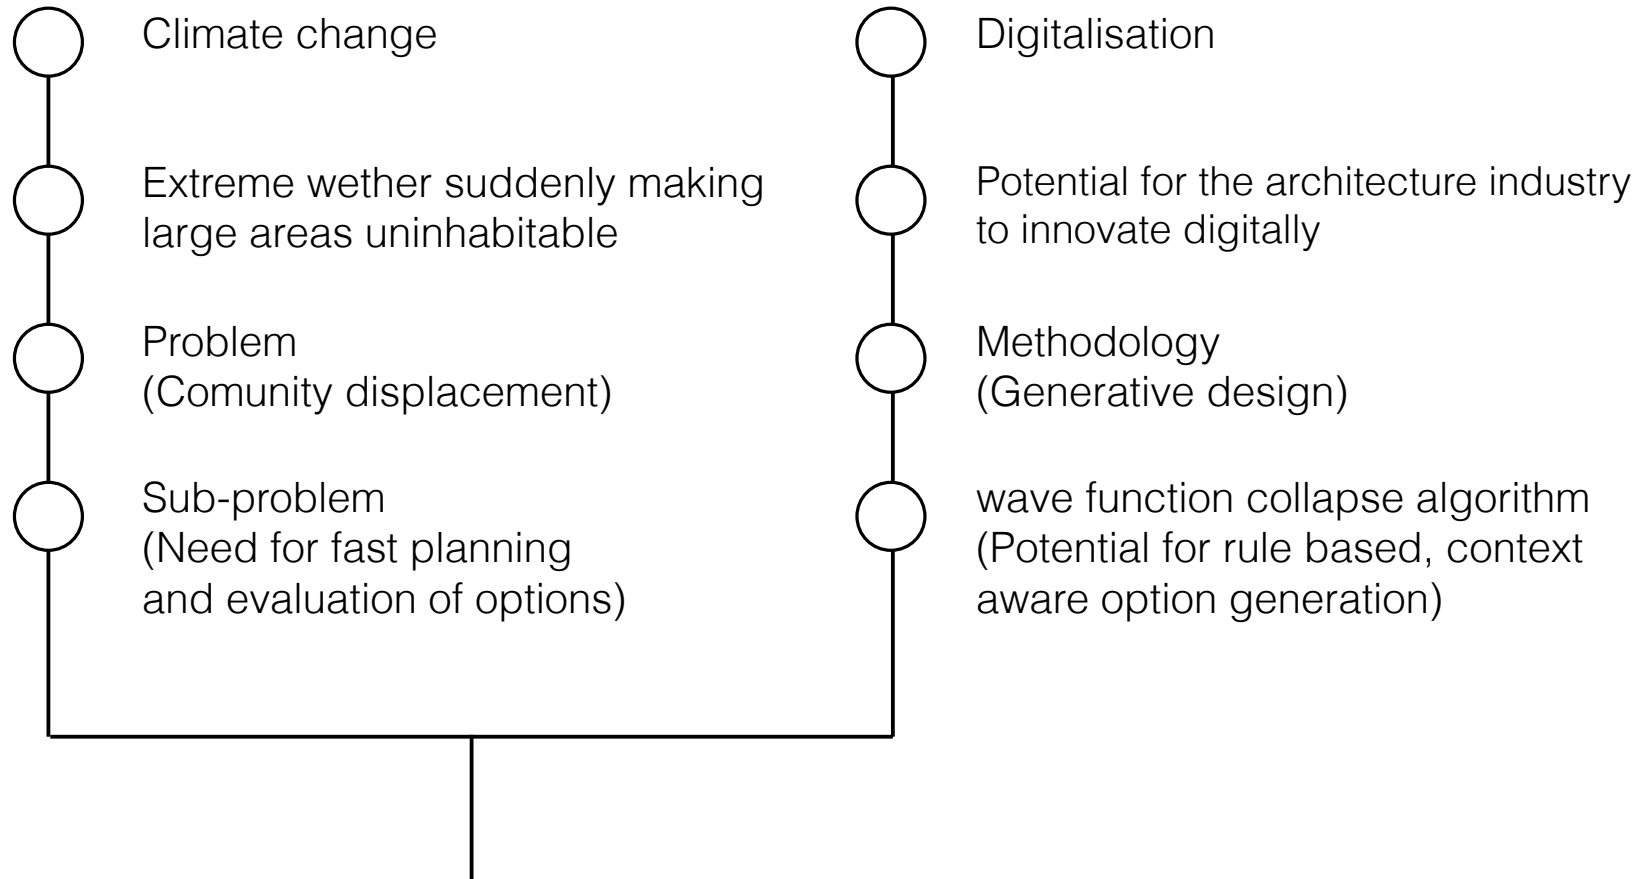 Climate change
Extreme wether suddenly making
large areas uninhabitable
Problem
(Comunity displacement)
Sub-problem
(Need for fast planning
and evaluation of options)
Digitalisation
Potential for the architecture industry
to innovate digitally
Methodology
(Generative design)
wave function collapse algorithm
(Potential for rule based, context
aware option generation)